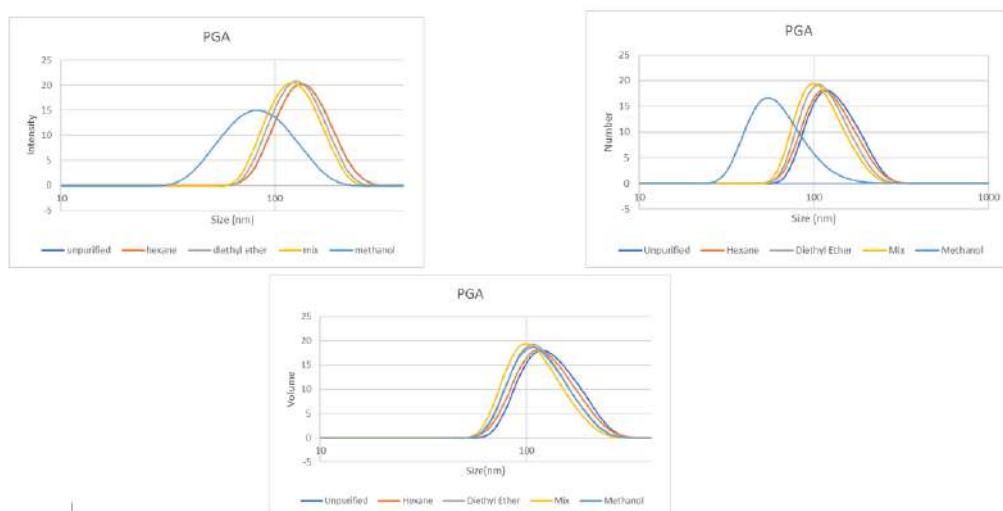 PGA
25
20
15
10
5
0
-5
10
100
Intensity
Size (nm)
unpurified hexane diethyl ether mix methanol
PGA
25
20
15
10
5
0
-5
10
100
1000
Number
Size (nm)
Unpurified Hexane Diethyl Ether Mix Methanol
PGA
25
20
15
10
5
0
-5
10
100
Volume
Size(nm)
Unpurified Hexane Diethyl Ether Mix Methanol